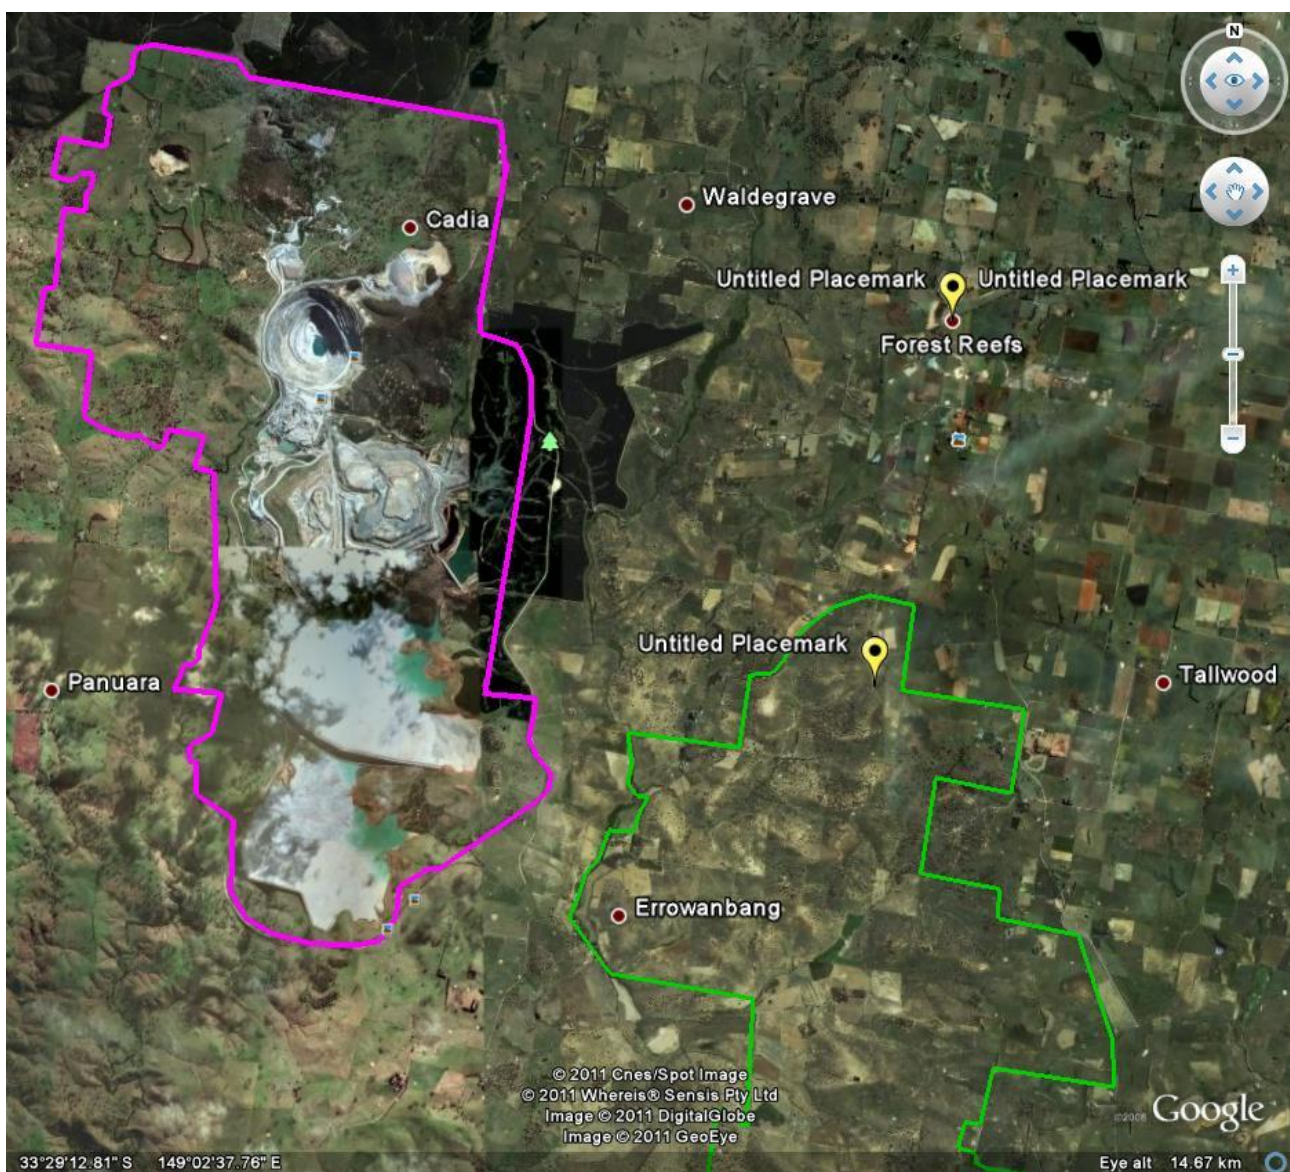 N
Waldegrave
Cadia
Untitled Placemark Untitled Placemark
Forest Reefs
Untitled Placemark
Panuara
Tallwood
Errowanbang
© 2011 Cnes/Spot Image
© 2011 Whereis® Sensis Pty Ltd
Image © 2011 DigitalGlobe
Image © 2011 GeoEye
Google
33°29'12.81" S 149°02'37.76" E
Eye alt 14.67 km